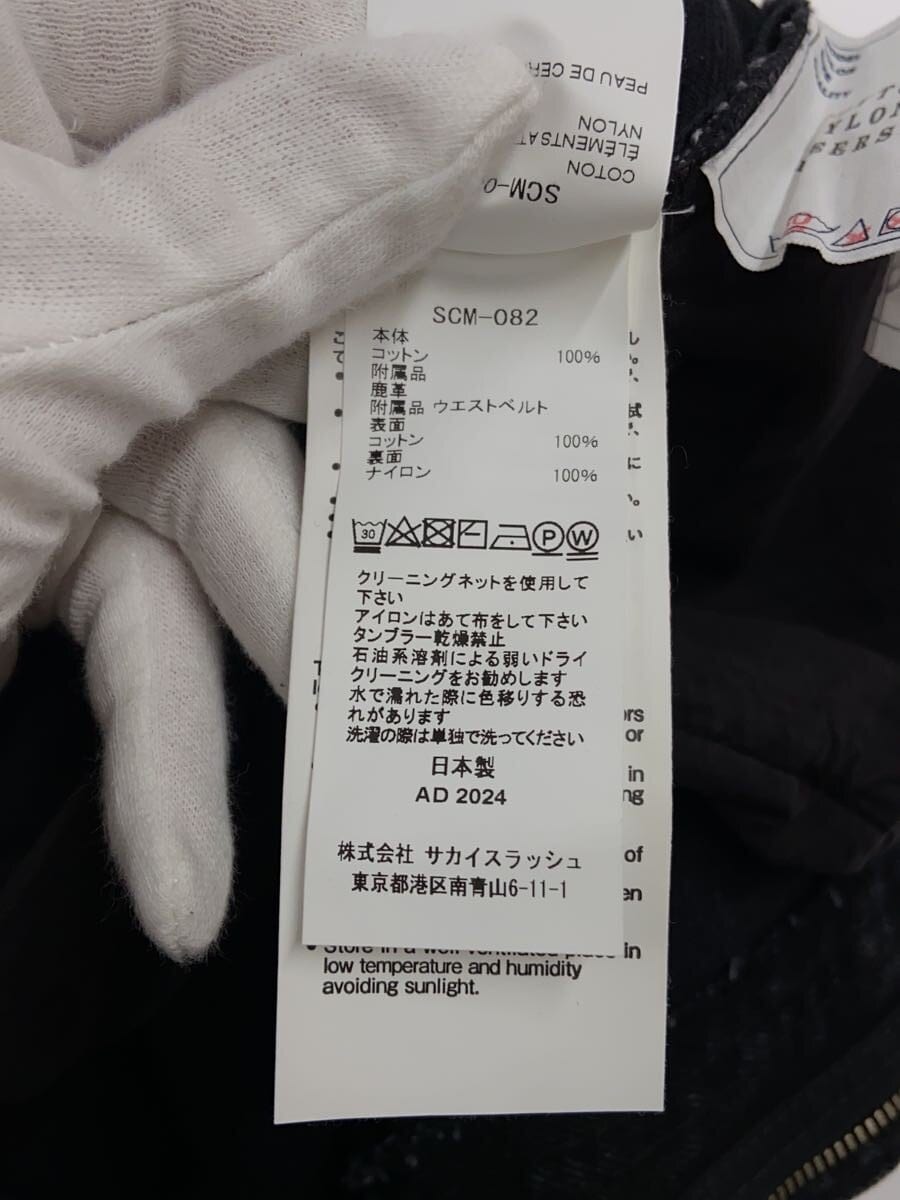 PEAU DE
NYLON
COTON
SCM-082
本体
コットン 100%
附属品
鹿革
附属品 ウエストベルト
表面
コットン 100%
裏面
ナイロン 100%
30
P
W
クリーニングネットを使用して
下さい
アイロンはあて布をして下さい
タンブラー乾燥禁止
石油系溶剤による弱いドライ
クリーニングをお勧めします
水で濡れた際に色移りする恐
れがあります
洗濯の際は単独で洗ってください
日本製
AD 2024
株式会社 サカイスラッシュ
東京都港区南青山6-11-1
or
in
of
in
low temperature and humidity
avoiding sunlight.